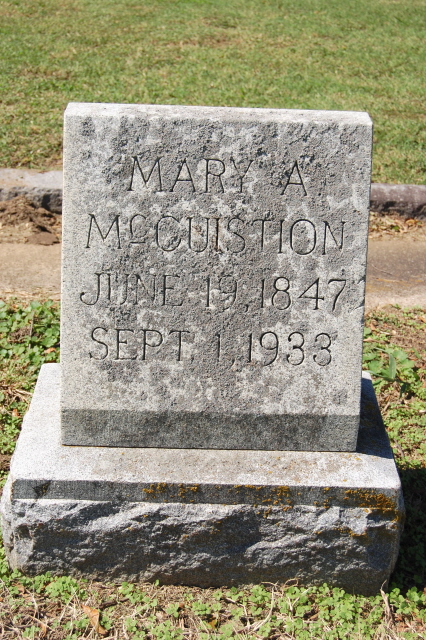 MARY A
McCUISTION
JUNE 19, 1847
SEPT. 1, 1933